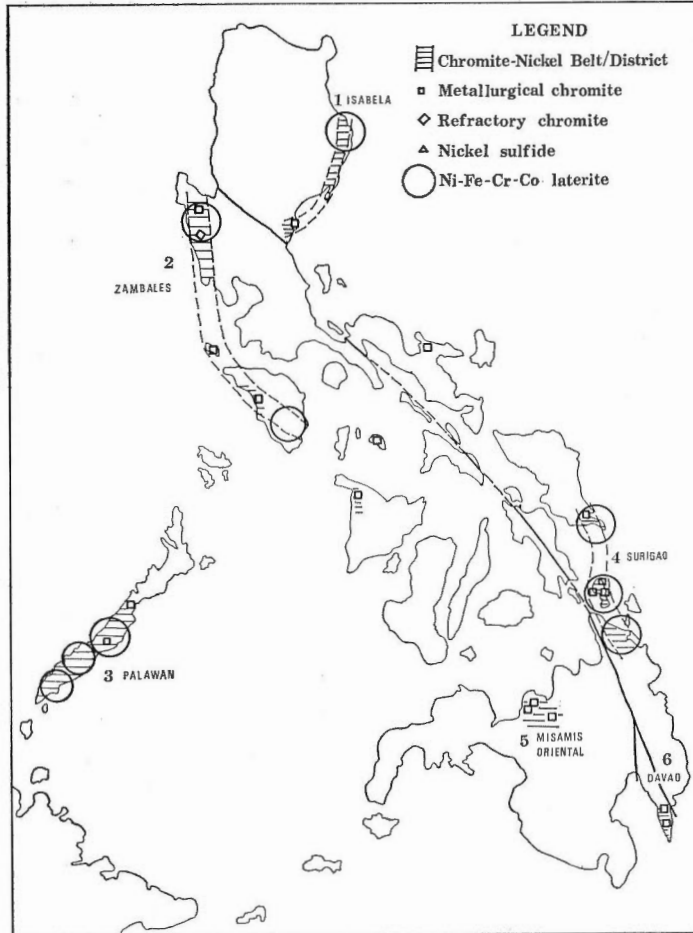 LEGEND
Chromite-Nickel Belt/District
Metallurgical chromite
Refractory chromite
Nickel sulfide
Ni-Fe-Cr-Co laterite
1 ISABELA
2
ZAMBALES
4 SURIGAO
3 PALAWAN
5 MISAMIS
ORIENTAL
6
DAVAO